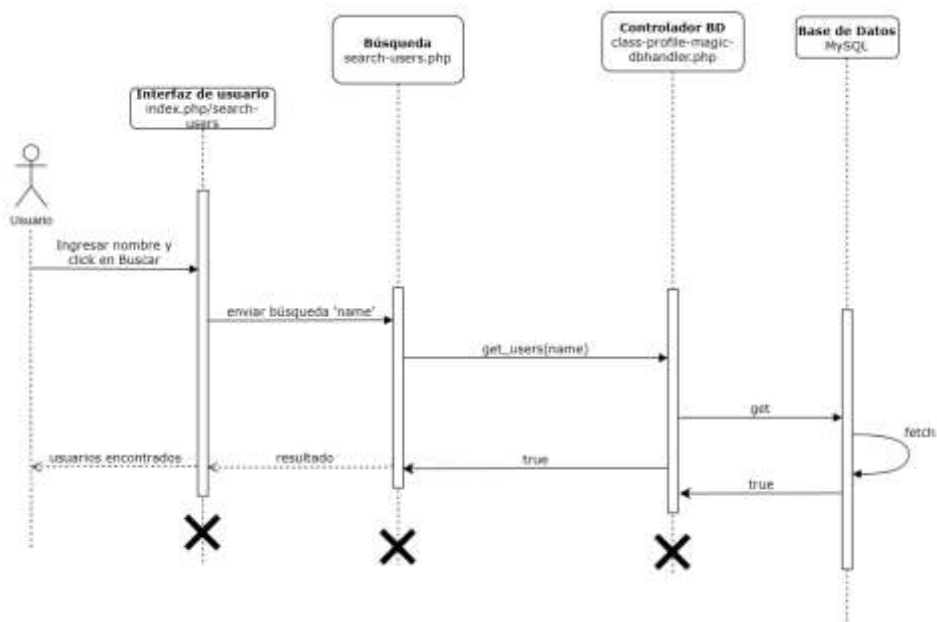 Búsqueda
search-users.php
Controlador BD
class-profile-magic-
dbhandler.php
Base de Datos
MySQL
Interfaz de usuario
index.php/search-
users
Usuario
Ingresar nombre y
click en Buscar
enviar búsqueda 'name'
get_users(name)
get
fetch
usuarios encontrados
resultado
true
true